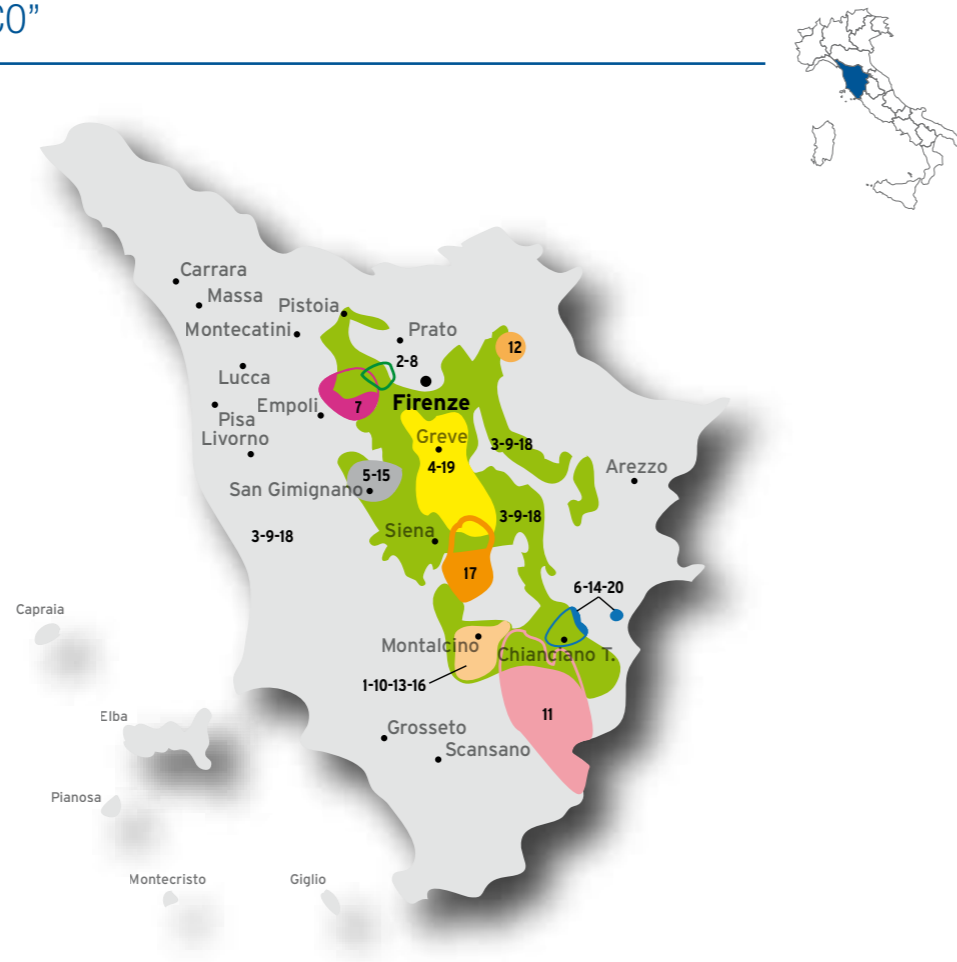 CO”
Carrara
Massa
Pistoia
Montecatini
Prato
12
2-8
Lucca
Firenze
Empoli
7
Pisa
Livorno
Greve
3-9-18
4-19
Arezzo
5-15
San Gimignano
3-9-18
Siena
3-9-18
17
6-14-20
Capraia
Montalcino
Chianciano T.
1-10-13-16
11
Elba
Grosseto
Scansano
Pianosa
Montecristo
Giglio